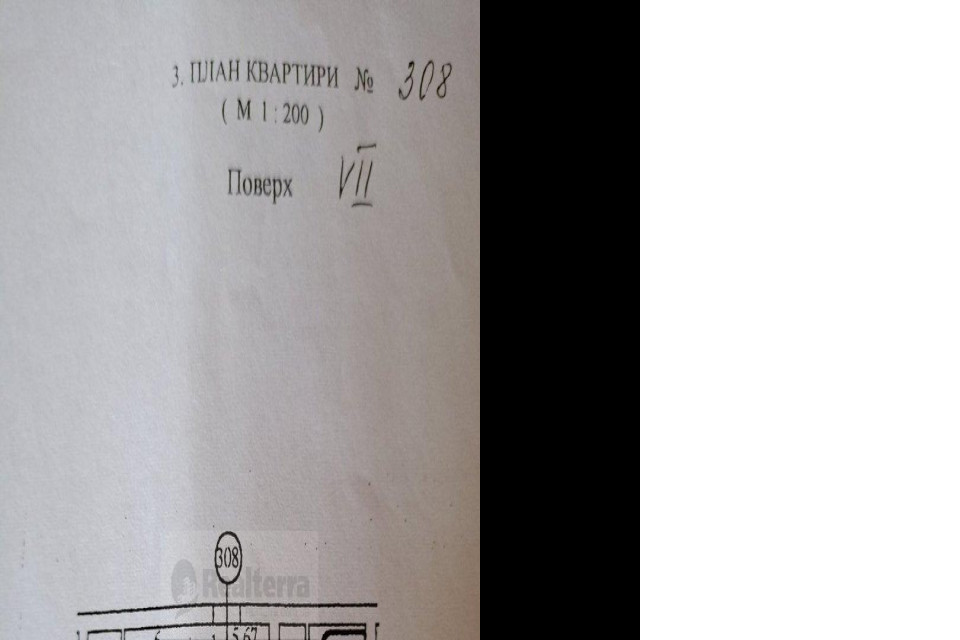 3. ПЛАН КВАРТИРИ № 308
( М 1 : 200 )
Поверх VII
308
Realterra
5.67